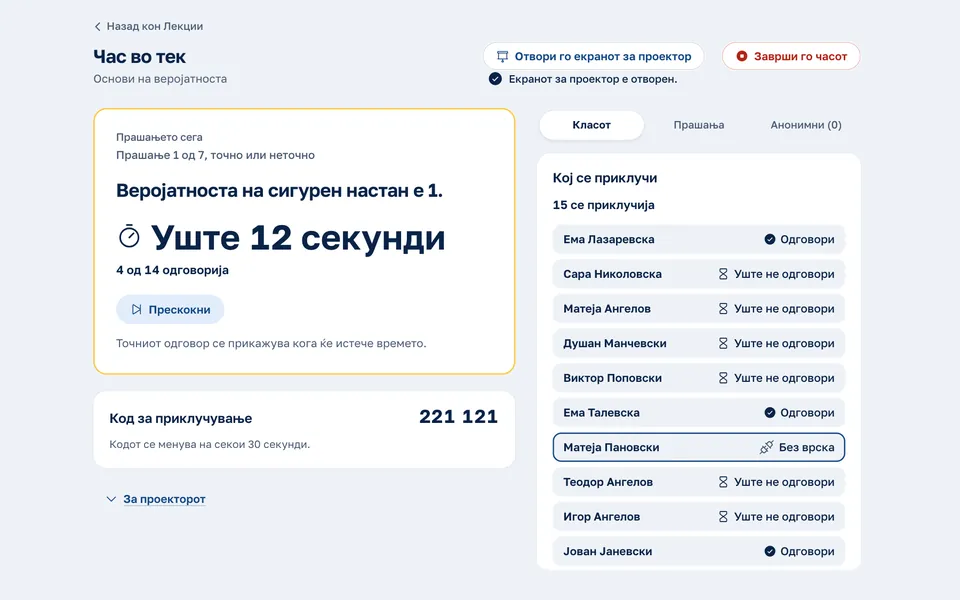 Назад кон Лекции
Час во тек
Основи на веројатноста
Отвори го екранот за проектор
Заврши го часот
Екранот за проектор е отворен.
Прашањето сега
Прашање 1 од 7, точно или неточно
Веројатноста на сигурен настан е 1.
Уште 12 секунди
4 од 14 одговорија
Прескокни
Точниот одговор се прикажува кога ќе истече времето.
Код за приклучување
221 121
Кодот се менува на секои 30 секунди.
За проекторот
Класот
Прашања
Анонимни (0)
Кој се приклучи
15 се приклучија
Ема Лазаревска Одговори
Сара Николовска Уште не одговори
Матеја Ангелов Уште не одговори
Душан Манчевски Уште не одговори
Виктор Поповски Уште не одговори
Ема Талевска Одговори
Матеја Пановски Без врска
Теодор Ангелов Уште не одговори
Игор Ангелов Уште не одговори
Јован Јаневски Одговори